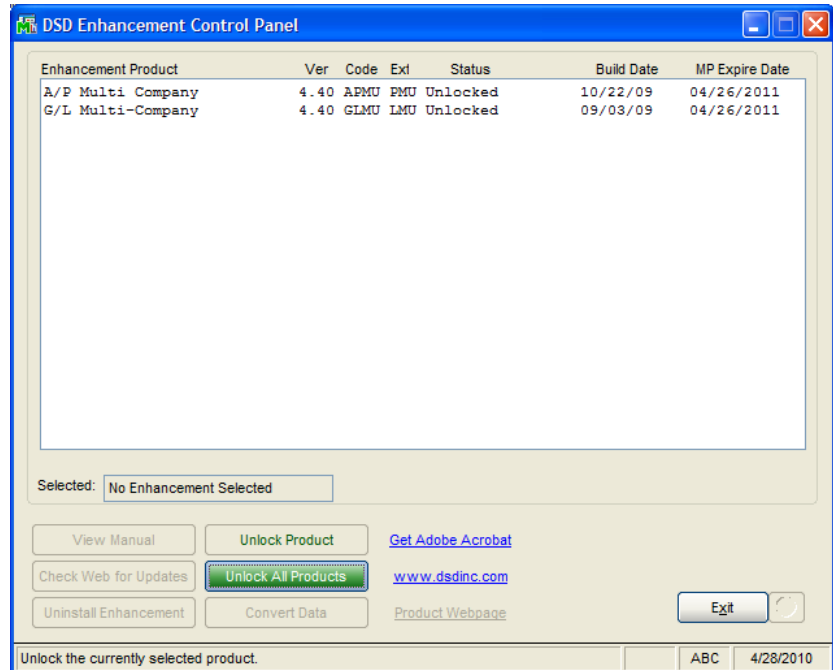 DSD Enhancement Control Panel
Enhancement Product Ver Code Ext Status Build Date MP Expire Date
A/P Multi Company 4.40 APMU PMU Unlocked 10/22/09 04/26/2011
G/L Multi-Company 4.40 GLMU LMU Unlocked 09/03/09 04/26/2011
Selected: No Enhancement Selected
View Manual Unlock Product Get Adobe Acrobat
Check Web for Updates Unlock All Products www.dsdinc.com
Uninstall Enhancement Convert Data Product Webpage Exit
Unlock the currently selected product. ABC 4/28/2010